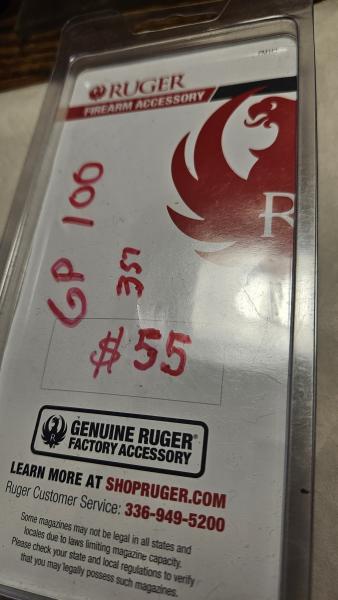 RUGER
FIREARM ACCESSORY
R
GP 100
357
$55
GENUINE RUGER®
FACTORY ACCESSORY
LEARN MORE AT SHOPRUGER.COM
Ruger Customer Service: 336-949-5200
Some magazines may not be legal in all states and
locales due to laws limiting magazine capacity.
Please check your state and local regulations to verify
that you may legally possess such magazines.